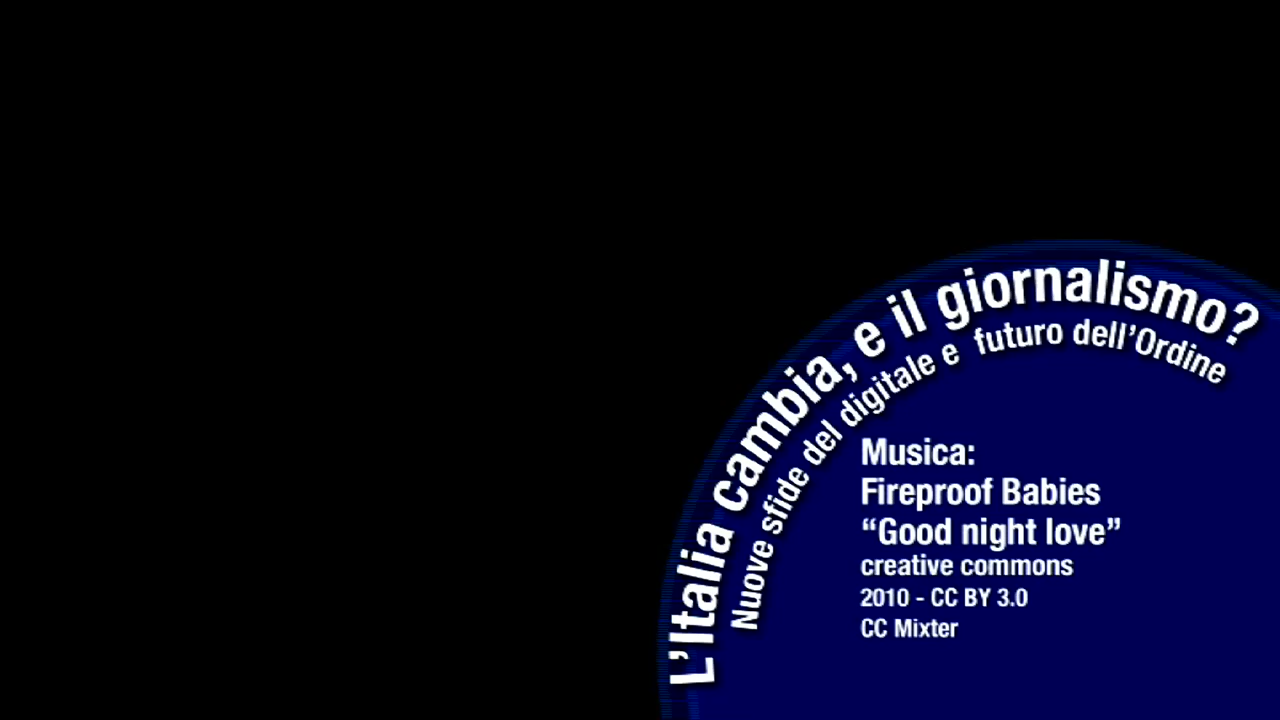 L’Italia cambia, e il giornalismo?
Nuove sfide del digitale e futuro dell’Ordine
Musica:
Fireproof Babies
“Good night love”
creative commons
2010 - CC BY 3.0
CC Mixter